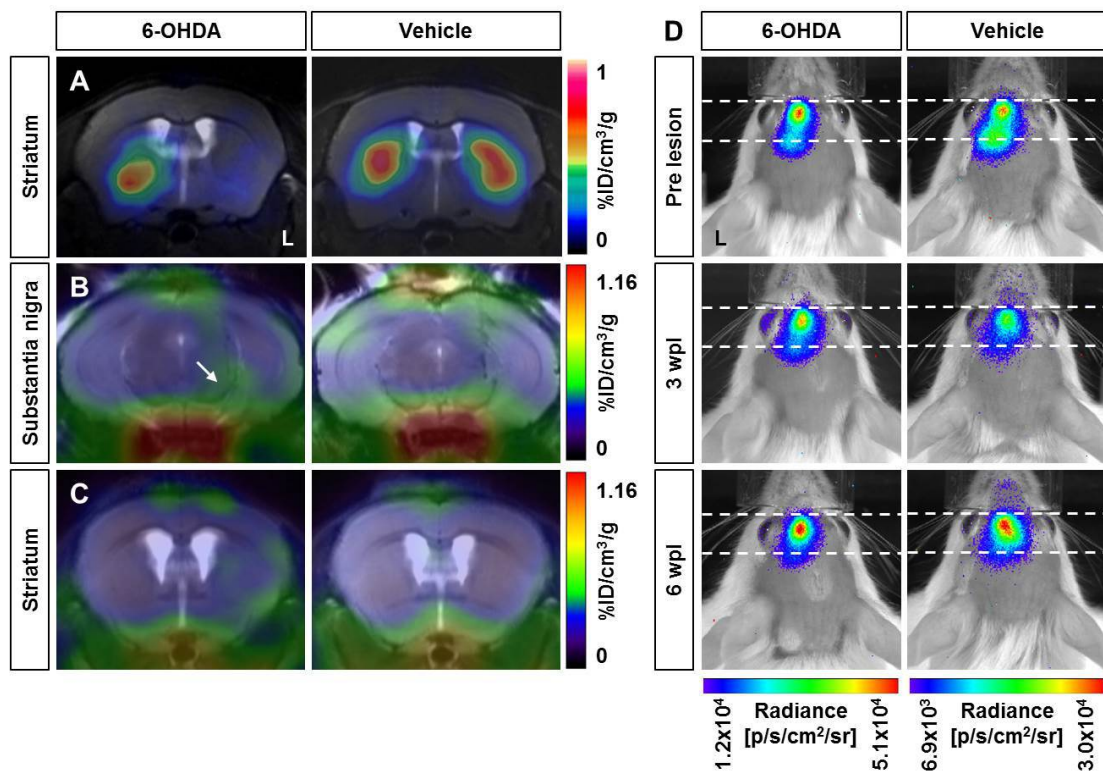 6-OHDA
Vehicle
Striatum
A
L
1
%ID/cm³/g
0
Substantia nigra
B
1.16
%ID/cm³/g
0
Striatum
C
1.16
%ID/cm³/g
0
D
6-OHDA
Vehicle
Pre lesion
L
3 wpl
6 wpl
1.2x10⁴
Radiance
[p/s/cm²/sr]
5.1x10⁴
6.9x10³
Radiance
[p/s/cm²/sr]
3.0x10⁴